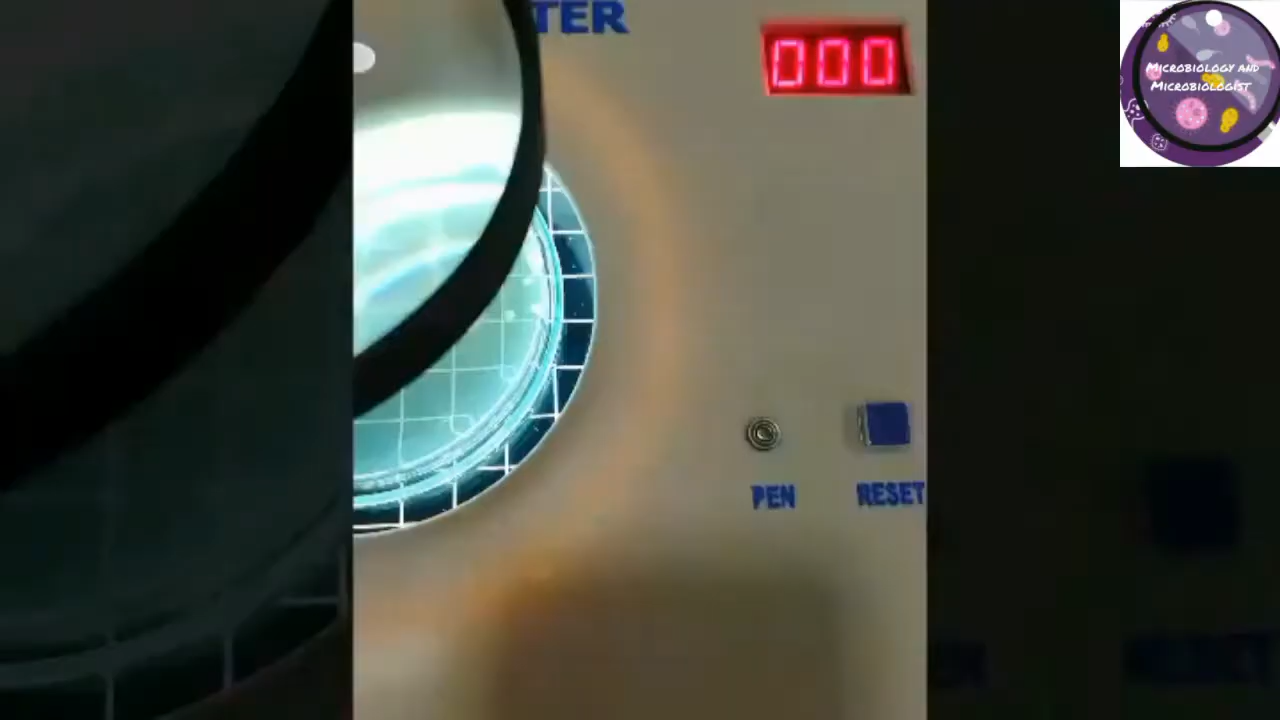 TER
000
MICROBIOLOGY AND
MICROBIOLOGIST
PEN
RESET